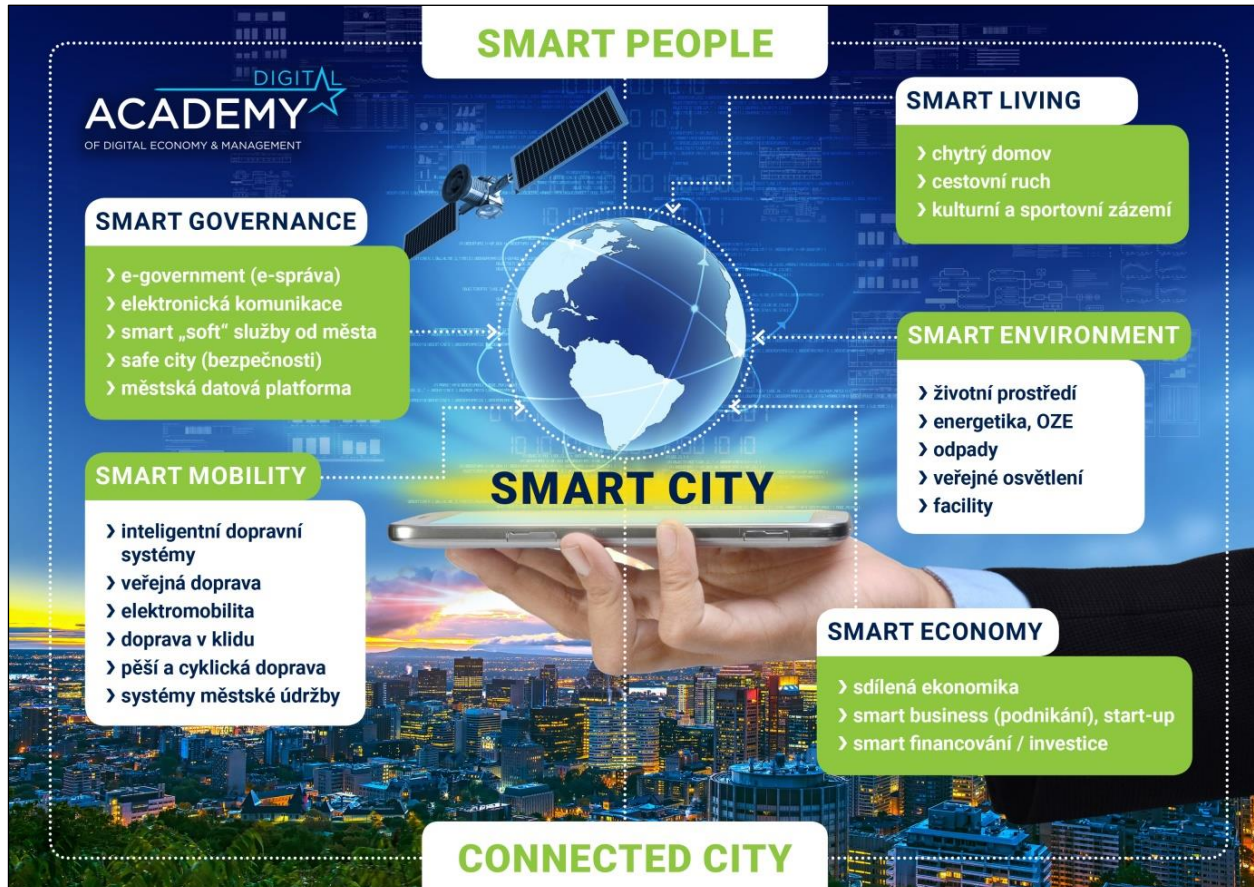 SMART PEOPLE
DIGITAL
ACADEMY
OF DIGITAL ECONOMY & MANAGEMENT
SMART GOVERNANCE
› e-government (e-správa)
› elektronická komunikace
› smart „soft“ služby od města
› safe city (bezpečnosti)
› městská datová platforma
SMART MOBILITY
› inteligentní dopravní
systémy
› veřejná doprava
› elektromobilita
› doprava v klidu
› pěší a cyklická doprava
› systémy městské údržby
SMART LIVING
› chytrý domov
› cestovní ruch
› kulturní a sportovní zázemí
SMART ENVIRONMENT
› životní prostředí
› energetika, OZE
› odpady
› veřejné osvětlení
› facility
SMART CITY
SMART ECONOMY
› sdílená ekonomika
› smart business (podnikání), start-up
› smart financování / investice
CONNECTED CITY